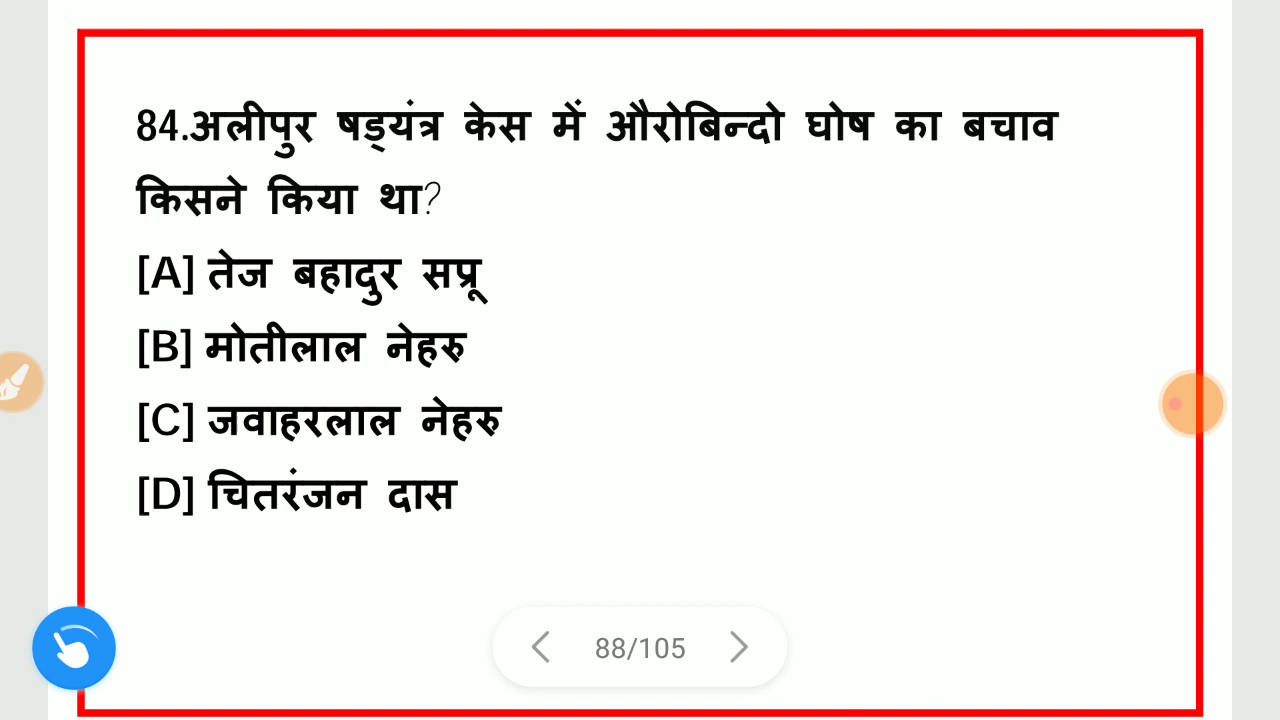 84.अलीपुर षड्यंत्र केस में औरोबिन्दो घोष का बचाव
किसने किया था?
[A] तेज बहादुर सप्रू
[B] मोतीलाल नेहरु
[C] जवाहरलाल नेहरु
[D] चितरंजन दास
88/105